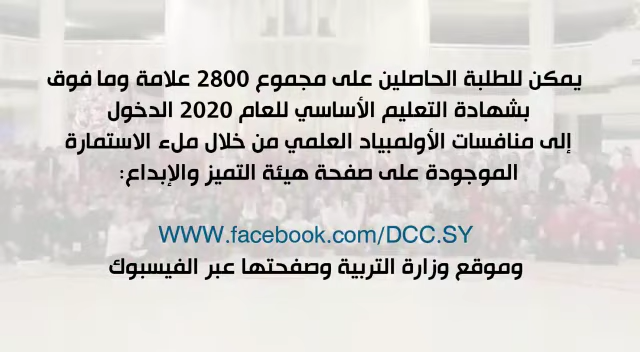 يمكن للطلبة الحاصلين على مجموع 2800 علامة وما فوق
بشهادة التعليم الأساسي للعام 2020 الدخول
إلى منافسات الأولمبياد العلمي من خلال ملء الاستمارة
الموجودة على صفحة هيئة التميز والإبداع:
WWW.facebook.com/DCC.SY
وموقع وزارة التربية وصفحتها عبر الفيسبوك